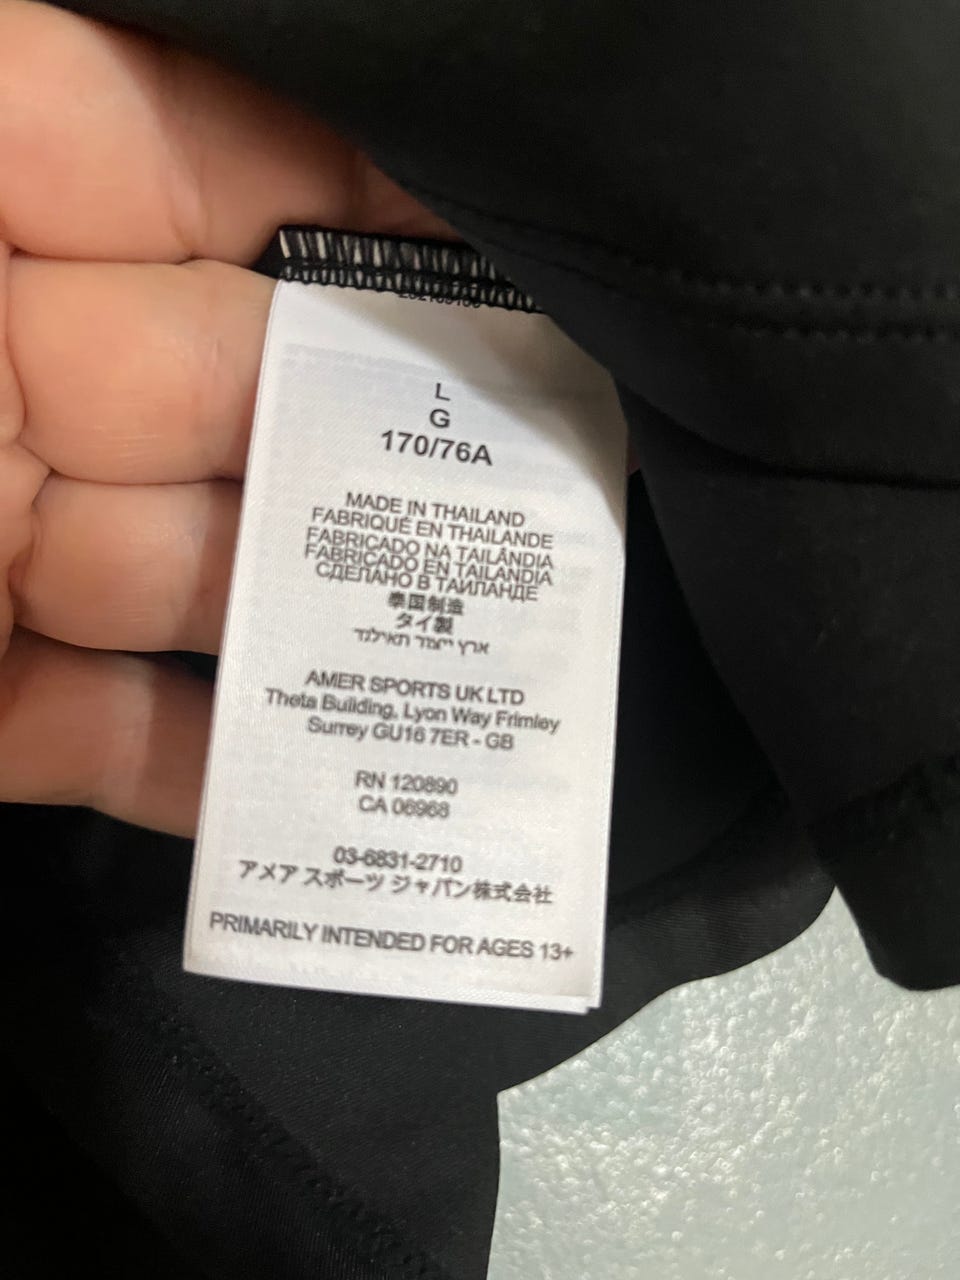 L
G
170/76A
MADE IN THAILAND
FABRIQUÉ EN THAILANDE
FABRICADO NA TAILÂNDIA
FABRICADO EN TAILANDIA
СДЕЛАНО В ТАИЛАНДЕ
泰国制造
タイ製
ארץ ייצור תאילנד
AMER SPORTS UK LTD
Theta Building, Lyon Way Frimley
Surrey GU16 7ER - GB
RN 120890
CA 06968
03-6831-2710
アメア スポーツ ジャパン株式会社
PRIMARILY INTENDED FOR AGES 13+